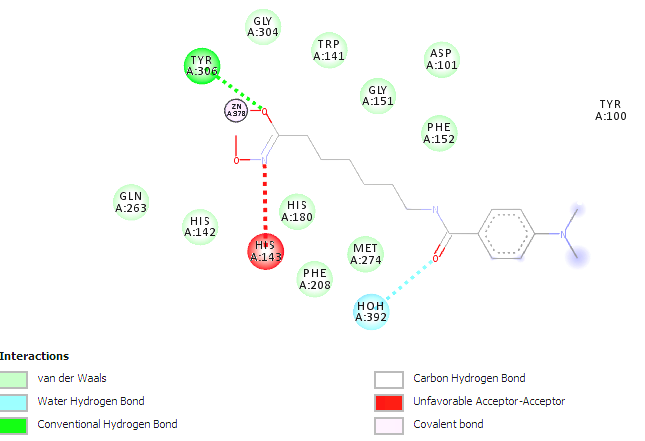 GLY
A:304
TRP
A:141
ASP
A:101
TYR
A:306
GLY
A:151
ZN
A:378
O
TYR
A:100
PHE
A:152
O
N
GLN
A:263
HIS
A:180
N
HIS
A:142
N
HIS
A:143
MET
A:274
O
PHE
A:208
HOH
A:392
Interactions
van der Waals
Water Hydrogen Bond
Conventional Hydrogen Bond
Carbon Hydrogen Bond
Unfavorable Acceptor-Acceptor
Covalent bond